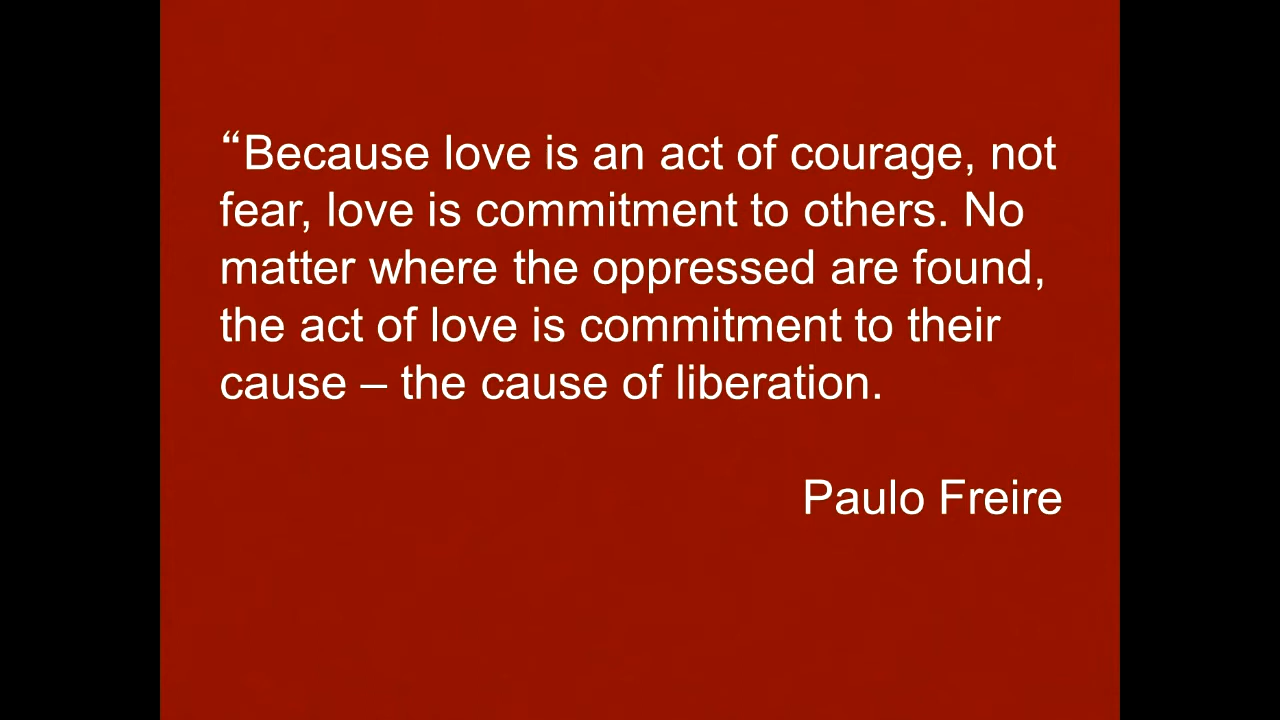 “Because love is an act of courage, not
fear, love is commitment to others. No
matter where the oppressed are found,
the act of love is commitment to their
cause – the cause of liberation.
Paulo Freire